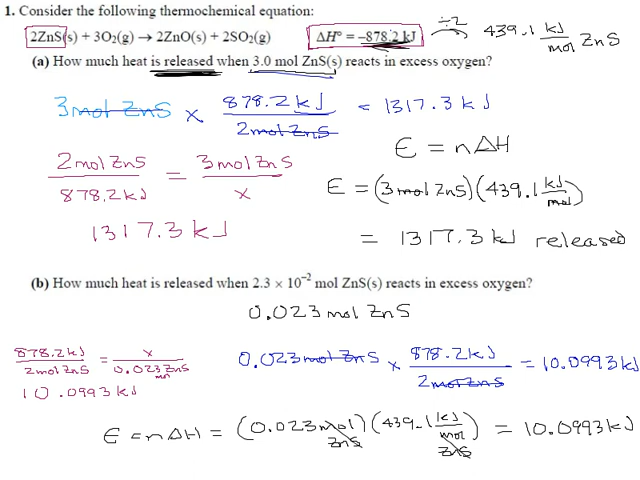 1. Consider the following thermochemical equation:
2ZnS(s) + 3O₂(g) → 2ZnO(s) + 2SO₂(g)    ΔH° = −878.2 kJ    ÷2    439.1 kJ/mol ZnS
(a) How much heat is released when 3.0 mol ZnS(s) reacts in excess oxygen?
3 mol ZnS × 878.2 kJ / 2 mol ZnS = 1317.3 kJ
E = nΔH
2 mol ZnS / 878.2 kJ = 3 mol ZnS / x
E = (3 mol ZnS)(439.1 kJ/mol)
1317.3 kJ
= 1317.3 kJ released
(b) How much heat is released when 2.3 × 10⁻² mol ZnS(s) reacts in excess oxygen?
0.023 mol ZnS
878.2 kJ / 2 mol ZnS = x / 0.023 mol ZnS
10.0993 kJ
0.023 mol ZnS × 878.2 kJ / 2 mol ZnS = 10.0993 kJ
E = nΔH = (0.023 mol ZnS)(439.1 kJ/mol ZnS) = 10.0993 kJ